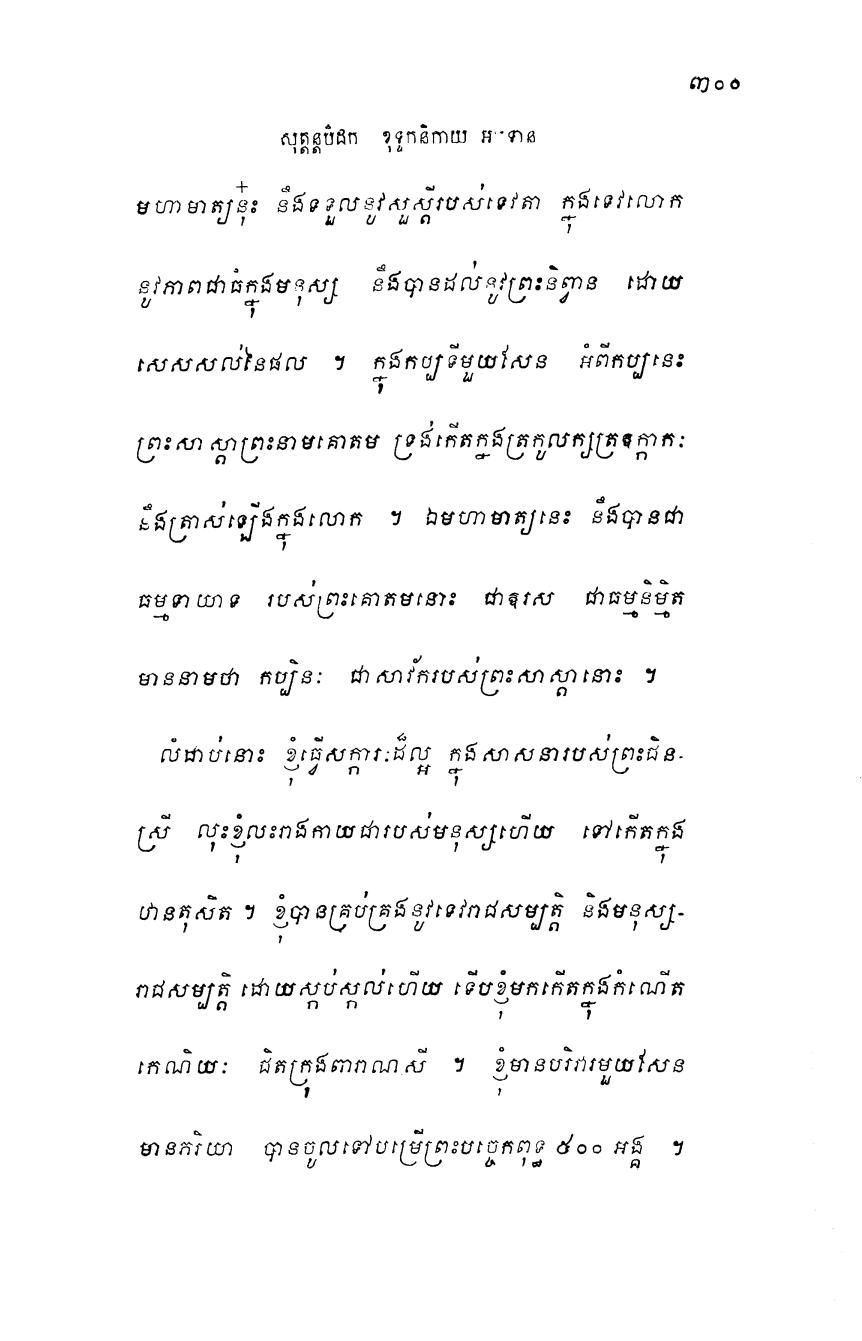 ៣០១
សុត្តន្តបិដក ខុទ្ទកនិកាយ អបទាន
មហាមាត្យនុ៎ះ នឹងទទួលនូវសួស្តីរបស់ទេវតា ក្នុងទេវលោក
នូវភាពជាធំក្នុងមនុស្ស នឹងបានដល់នូវព្រះនិព្វាន ដោយ
សេសសល់នៃផល ។ ក្នុងកប្បទីមួយសែន អំពីកប្បនេះ
ព្រះសាស្តាព្រះនាមគោតម ទ្រង់កើតក្នុងត្រកូលក្សត្រឧក្កាកៈ
នឹងត្រាស់ឡើងក្នុងលោក ។ ឯមហាមាត្យនេះ នឹងបានជា
ធម្មទាយាទ របស់ព្រះគោតមនោះ ជាឱរស ជាធម្មនិម្មិត
មាននាមថា កប្បិនៈ ជាសាវ័ករបស់ព្រះសាស្តានោះ ។
លំដាប់នោះ ខ្ញុំធ្វើសក្ការៈដ៏ល្អ ក្នុងសាសនារបស់ព្រះជិន-
ស្រី លុះខ្ញុំលះរាងកាយជារបស់មនុស្សហើយ ទៅកើតក្នុង
ឋានតុសិត ។ ខ្ញុំបានគ្រប់គ្រងនូវទេវរាជសម្បត្តិ និងមនុស្ស-
រាជសម្បត្តិ ដោយស្កប់ស្កល់ហើយ ទើបខ្ញុំមកកើតក្នុងកំណើត
កេណិយៈ ជិតក្រុងពារាណសី ។ ខ្ញុំមានបរិវារមួយសែន
មានភរិយា បានចូលទៅបម្រើព្រះបច្ចេកពុទ្ធ ៥០០ អង្គ ។